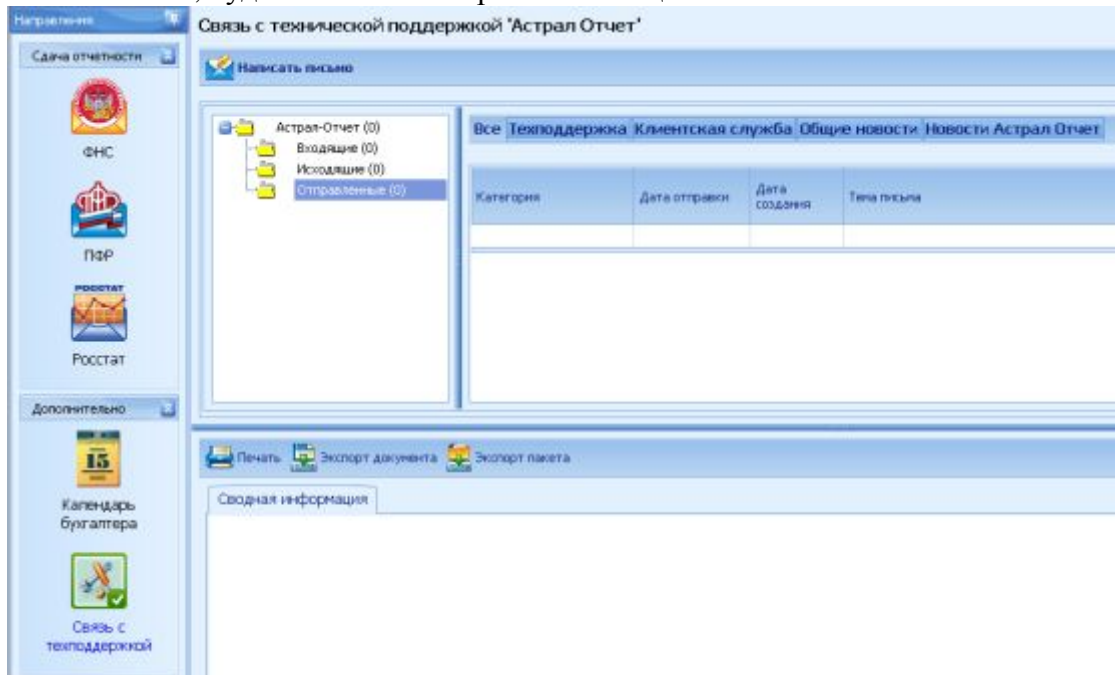 Направления
Связь с технической поддержкой 'Астрал Отчет'
Сдача отчетности
Написать письмо
ФНС
ПФР
РОССТАТ
Росстат
Дополнительно
15
Календарь
бухгалтера
Связь с
техподдержкой
Астрал-Отчет (0)
Входящие (0)
Исходящие (0)
Отправленные (0)
Все Техподдержка Клиентская служба Общие новости Новости Астрал Отчет
Категория
Дата отправки
Дата
создания
Тема письма
Печать Экспорт документа Экспорт пакета
Сводная информация